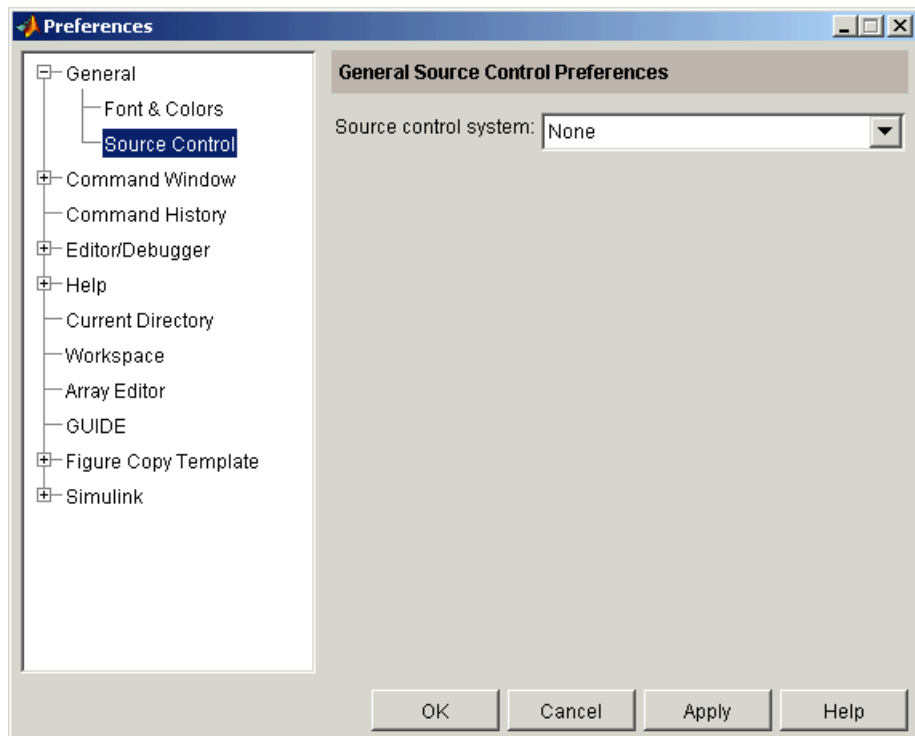 Preferences
General
Font & Colors
Source Control
Command Window
Command History
Editor/Debugger
Help
Current Directory
Workspace
Array Editor
GUIDE
Figure Copy Template
Simulink
General Source Control Preferences
Source control system: None
OK Cancel Apply Help